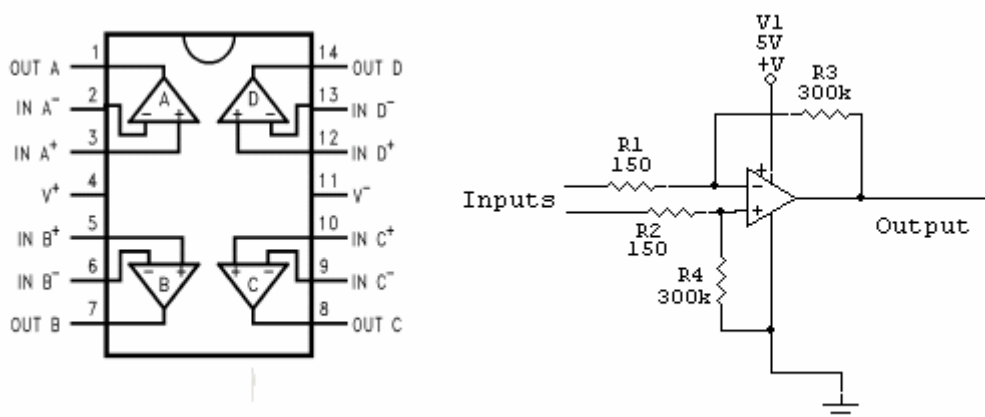 1
14
OUT A
OUT D
A
D
2
13
IN A-
IN D-
- +
+ -
3
12
IN A+
IN D+
4
11
V+
V-
5
10
IN B+
IN C+
- +
+ -
6
9
IN B-
IN C-
B
C
7
8
OUT B
OUT C
V1
5V
+V
R3
300k
R1
150
+
-
+
Inputs
Output
R2
150
R4
300k